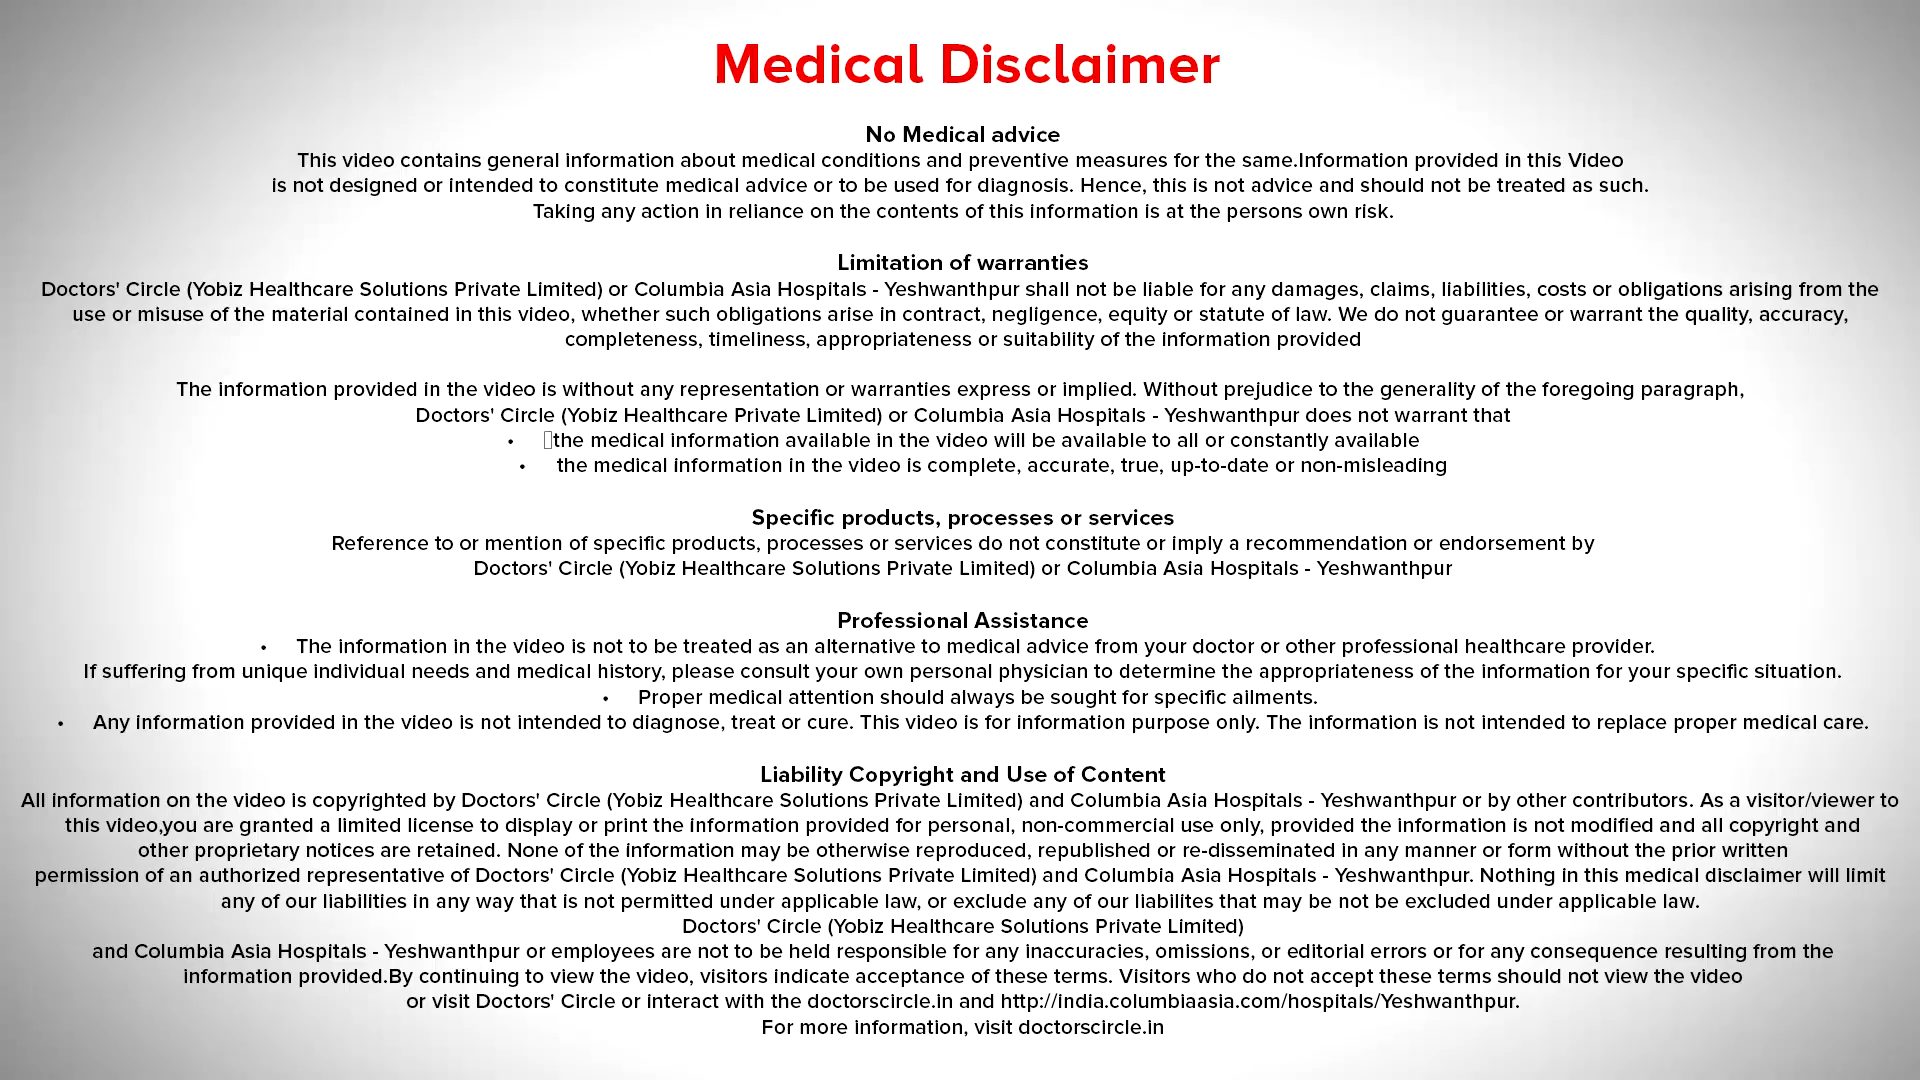 Medical Disclaimer
No Medical advice
This video contains general information about medical conditions and preventive measures for the same.Information provided in this Video
is not designed or intended to constitute medical advice or to be used for diagnosis. Hence, this is not advice and should not be treated as such.
Taking any action in reliance on the contents of this information is at the persons own risk.
Limitation of warranties
Doctors' Circle (Yobiz Healthcare Solutions Private Limited) or Columbia Asia Hospitals - Yeshwanthpur shall not be liable for any damages, claims, liabilities, costs or obligations arising from the
use or misuse of the material contained in this video, whether such obligations arise in contract, negligence, equity or statute of law. We do not guarantee or warrant the quality, accuracy,
completeness, timeliness, appropriateness or suitability of the information provided
The information provided in the video is without any representation or warranties express or implied. Without prejudice to the generality of the foregoing paragraph,
Doctors' Circle (Yobiz Healthcare Private Limited) or Columbia Asia Hospitals - Yeshwanthpur does not warrant that
• the medical information available in the video will be available to all or constantly available
• the medical information in the video is complete, accurate, true, up-to-date or non-misleading
Specific products, processes or services
Reference to or mention of specific products, processes or services do not constitute or imply a recommendation or endorsement by
Doctors' Circle (Yobiz Healthcare Solutions Private Limited) or Columbia Asia Hospitals - Yeshwanthpur
Professional Assistance
• The information in the video is not to be treated as an alternative to medical advice from your doctor or other professional healthcare provider.
If suffering from unique individual needs and medical history, please consult your own personal physician to determine the appropriateness of the information for your specific situation.
• Proper medical attention should always be sought for specific ailments.
• Any information provided in the video is not intended to diagnose, treat or cure. This video is for information purpose only. The information is not intended to replace proper medical care.
Liability Copyright and Use of Content
All information on the video is copyrighted by Doctors' Circle (Yobiz Healthcare Solutions Private Limited) and Columbia Asia Hospitals - Yeshwanthpur or by other contributors. As a visitor/viewer to
this video,you are granted a limited license to display or print the information provided for personal, non-commercial use only, provided the information is not modified and all copyright and
other proprietary notices are retained. None of the information may be otherwise reproduced, republished or re-disseminated in any manner or form without the prior written
permission of an authorized representative of Doctors' Circle (Yobiz Healthcare Solutions Private Limited) and Columbia Asia Hospitals - Yeshwanthpur. Nothing in this medical disclaimer will limit
any of our liabilities in any way that is not permitted under applicable law, or exclude any of our liabilites that may be not be excluded under applicable law.
Doctors' Circle (Yobiz Healthcare Solutions Private Limited)
and Columbia Asia Hospitals - Yeshwanthpur or employees are not to be held responsible for any inaccuracies, omissions, or editorial errors or for any consequence resulting from the
information provided.By continuing to view the video, visitors indicate acceptance of these terms. Visitors who do not accept these terms should not view the video
or visit Doctors' Circle or interact with the doctorscircle.in and http://india.columbiaasia.com/hospitals/Yeshwanthpur.
For more information, visit doctorscircle.in